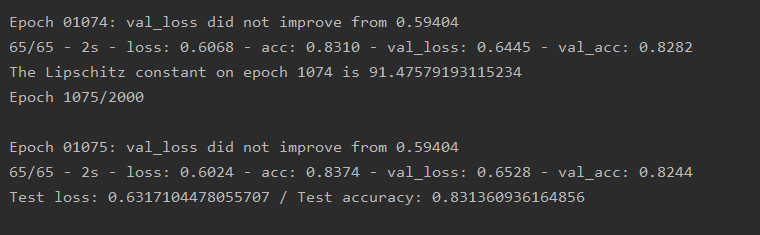 Epoch 01074: val_loss did not improve from 0.59404
65/65 - 2s - loss: 0.6068 - acc: 0.8310 - val_loss: 0.6445 - val_acc: 0.8282
The Lipschitz constant on epoch 1074 is 91.47579193115234
Epoch 1075/2000
Epoch 01075: val_loss did not improve from 0.59404
65/65 - 2s - loss: 0.6024 - acc: 0.8374 - val_loss: 0.6528 - val_acc: 0.8244
Test loss: 0.6317104478055707 / Test accuracy: 0.831360936164856